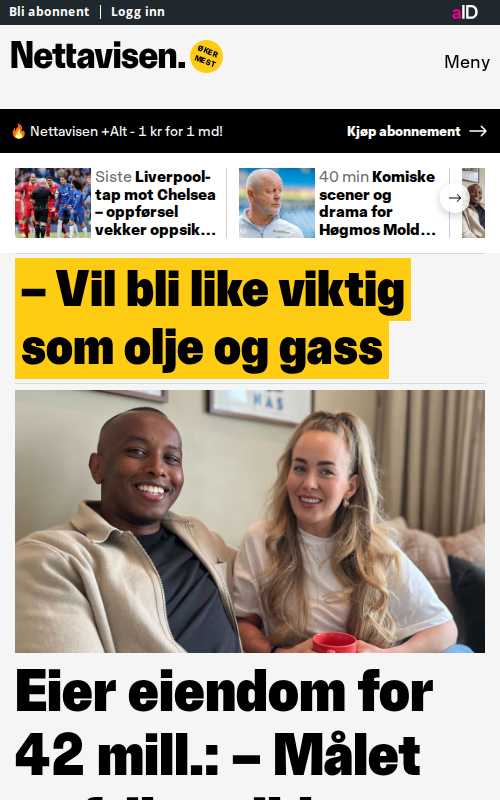 Bli abonnent | Logg inn
aID
Nettavisen.
ØKER
MEST
Meny
🔥 Nettavisen +Alt - 1 kr for 1 md!
Kjøp abonnement →
Siste Liverpool-
tap mot Chelsea
– oppførsel
vekker oppsik...
40 min Komiske
scener og
drama for
Høgmos Mold...
– Vil bli like viktig
som olje og gass
HAS
Eier eiendom for
42 mill.: – Målet